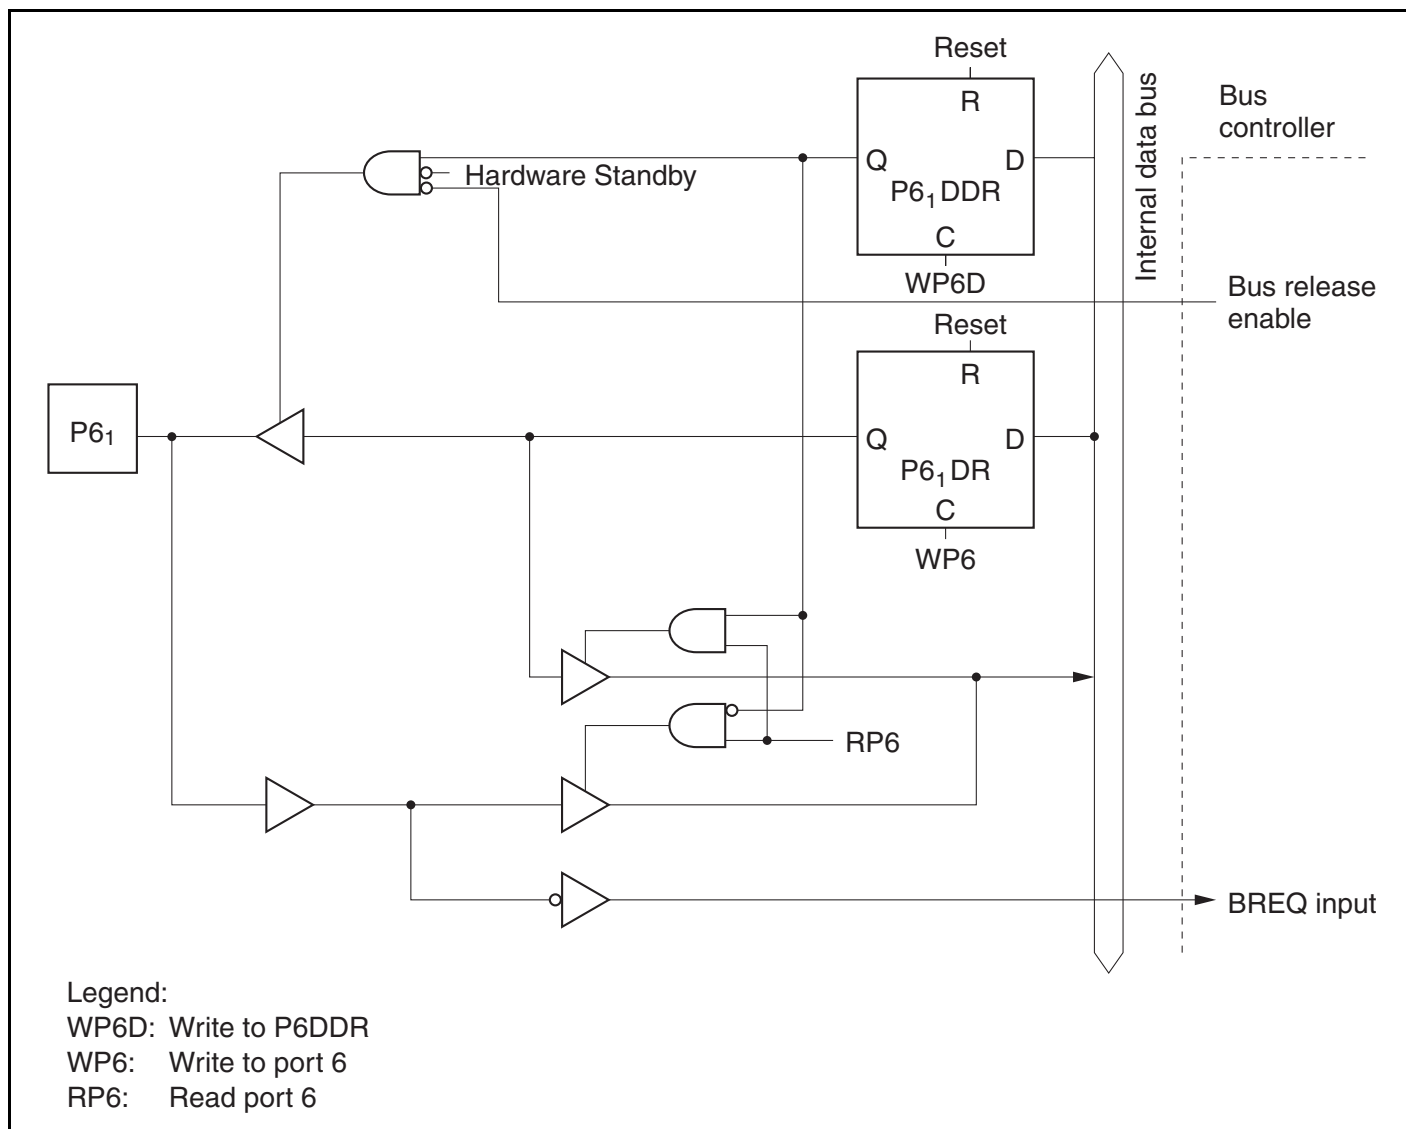 Reset
R
Bus
controller
Internal data bus
Q
D
Hardware Standby
P6₁DDR
C
WP6D
Bus release
enable
Reset
R
P6₁
Q
D
P6₁DR
C
WP6
RP6
BREQ input
Legend:
WP6D: Write to P6DDR
WP6: Write to port 6
RP6: Read port 6